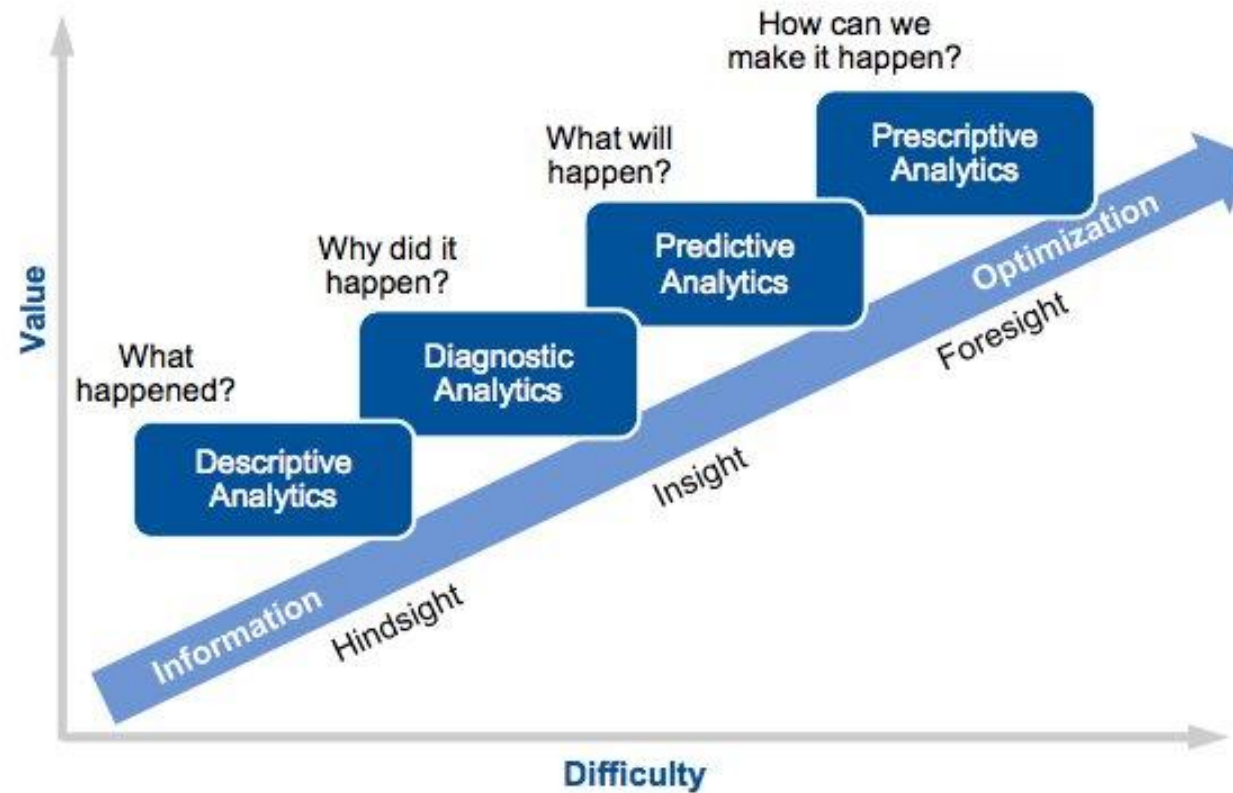 How can we
make it happen?
Prescriptive
Analytics
What will
happen?
Predictive
Analytics
Why did it
happen?
Diagnostic
Analytics
What
happened?
Descriptive
Analytics
Value
Information
Optimization
Hindsight
Insight
Foresight
Difficulty